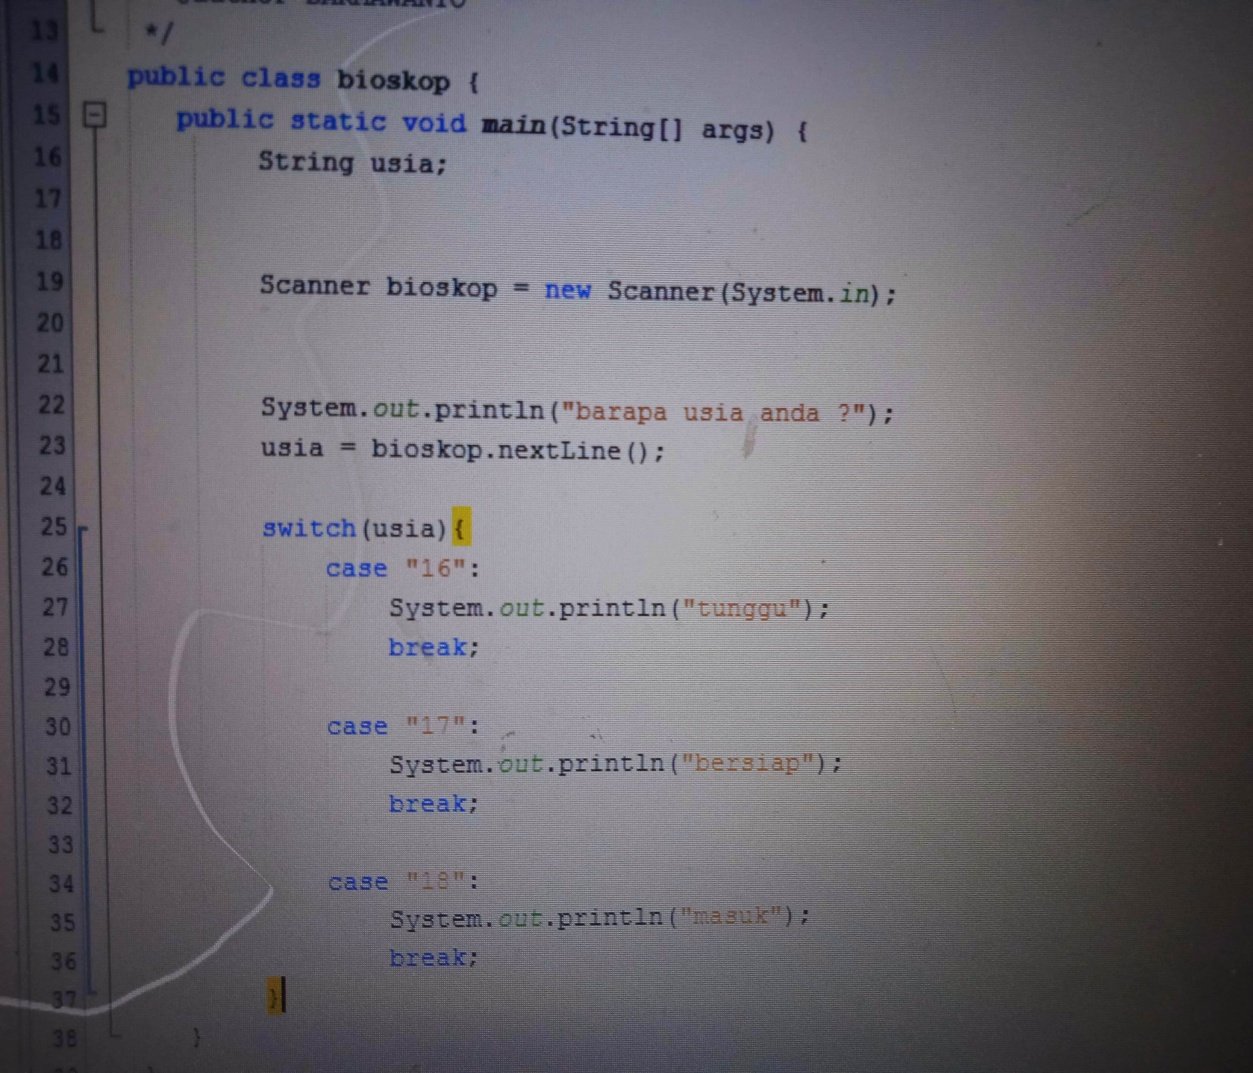 13 */
14 public class bioskop {
15 public static void main(String[] args) {
16 String usia;
17
18
19 Scanner bioskop = new Scanner(System.in);
20
21
22 System.out.println("barapa usia anda ?");
23 usia = bioskop.nextLine();
24
25 switch(usia){
26 case "16":
27 System.out.println("tunggu");
28 break;
29
30 case "17":
31 System.out.println("bersiap");
32 break;
33
34 case "18":
35 System.out.println("masuk");
36 break;
37 }
38 }